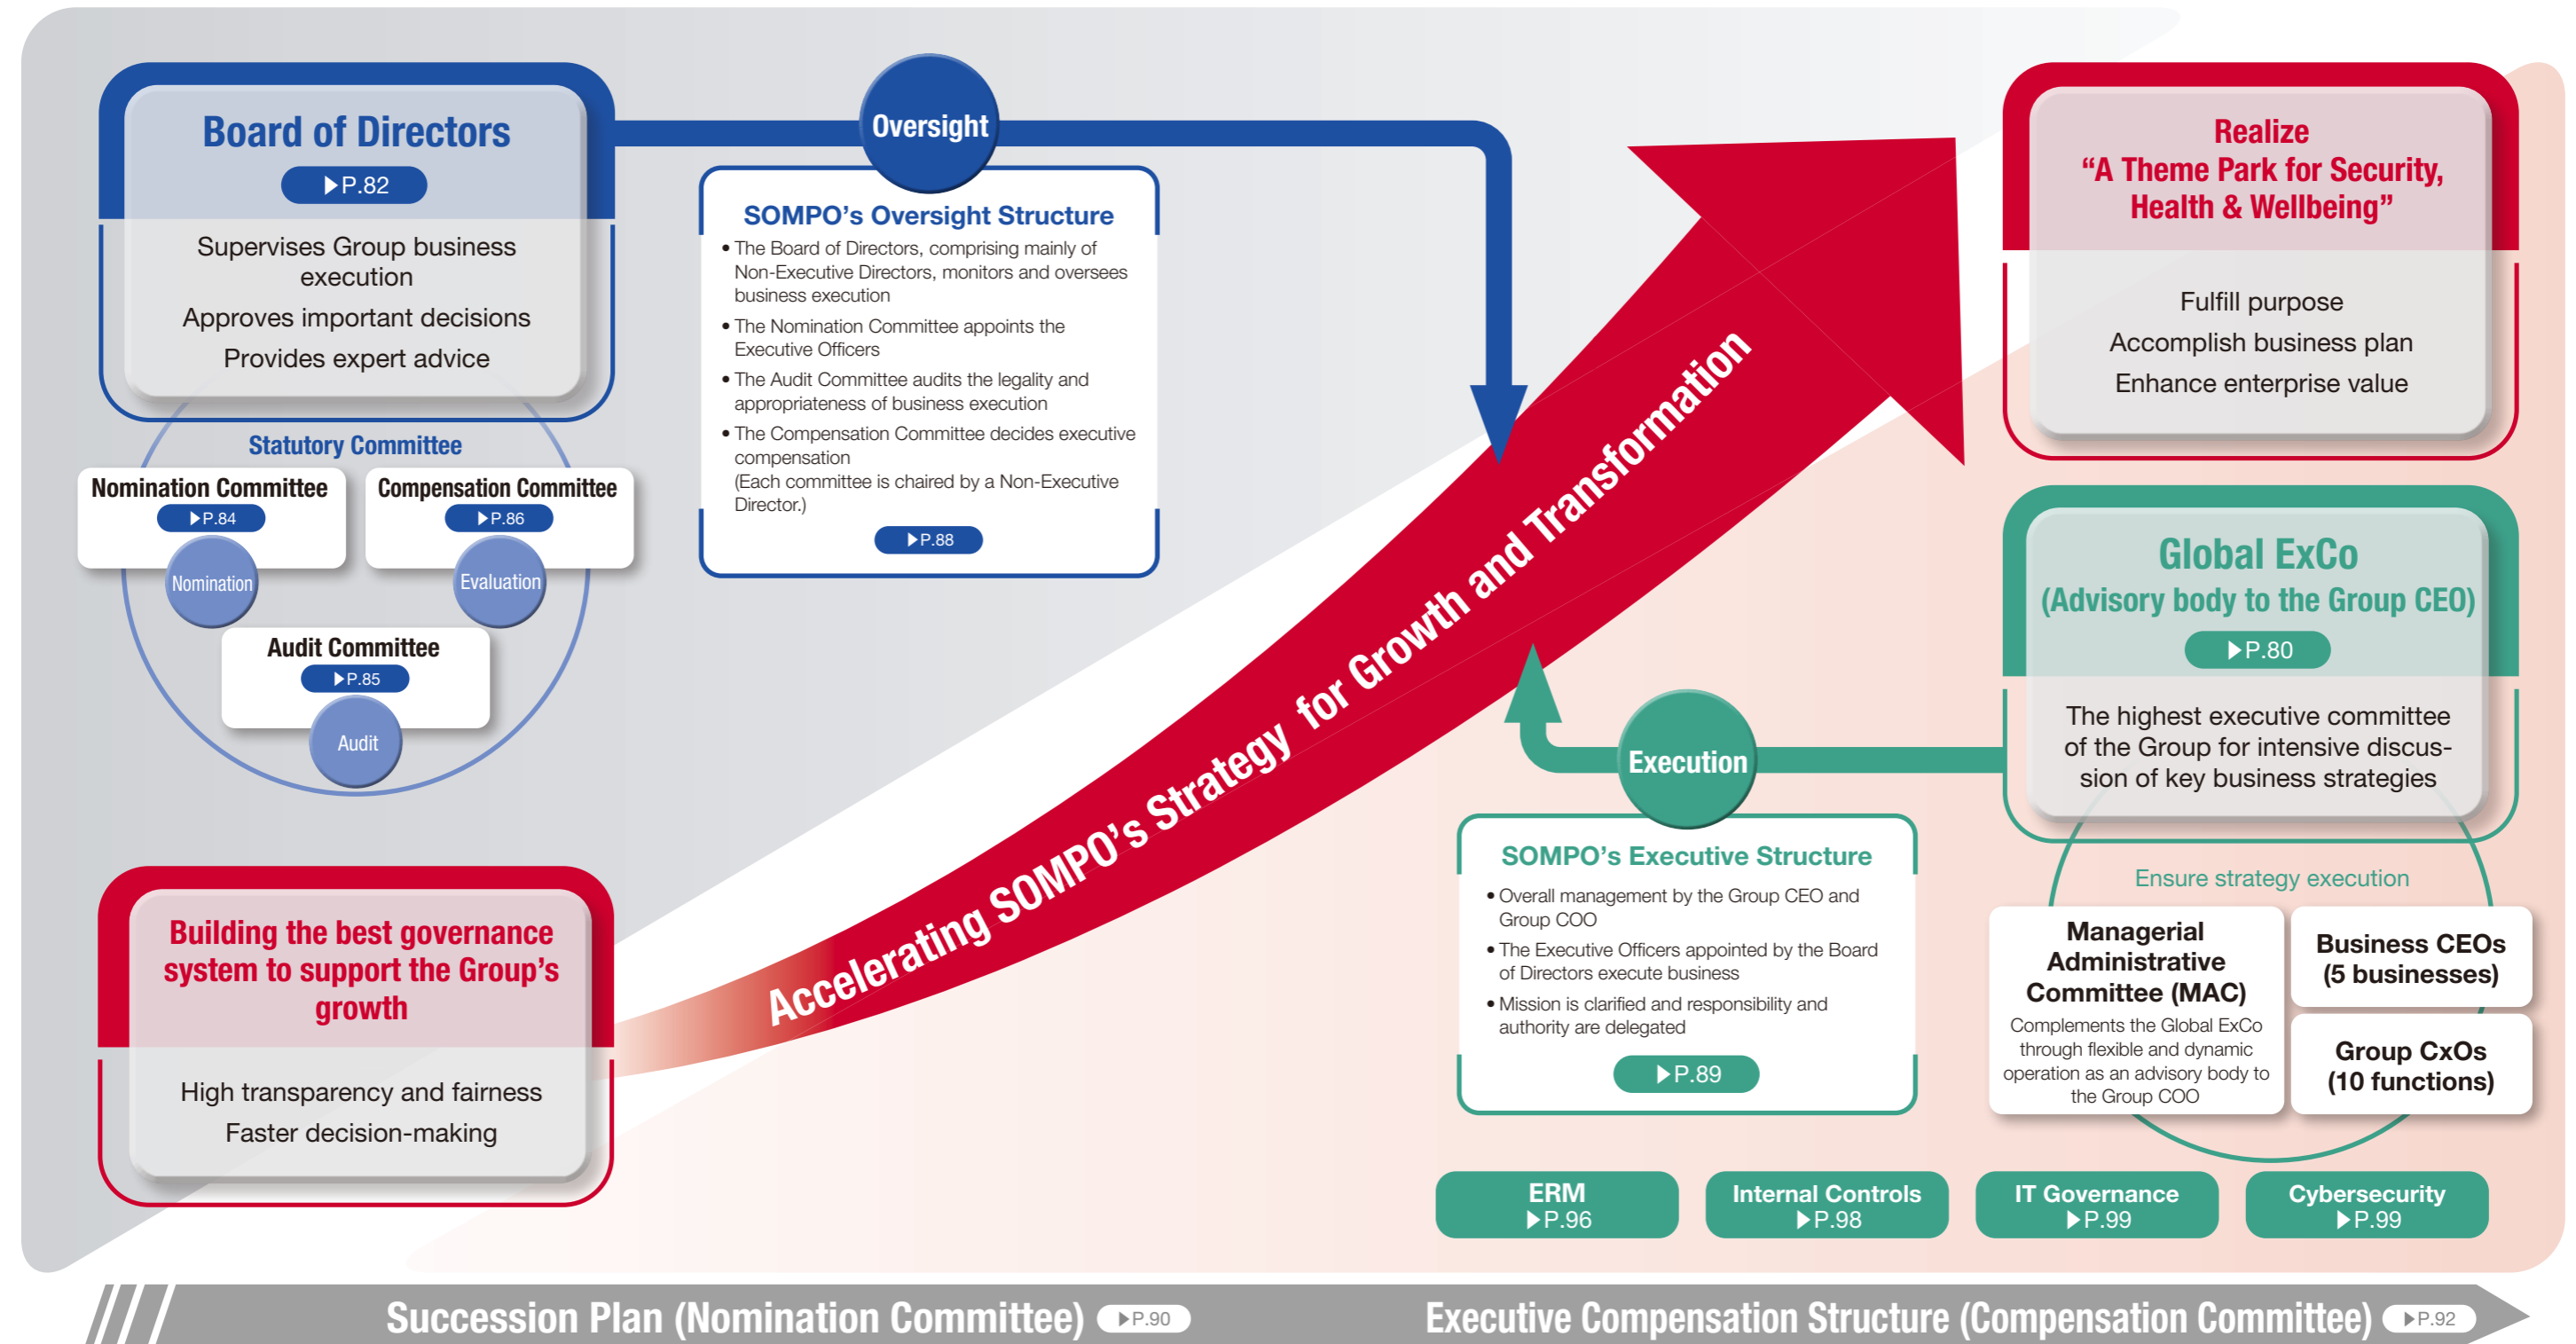 Board of Directors
▶P.82
Supervises Group business
execution
Approves important decisions
Provides expert advice
Statutory Committee
Nomination Committee
▶P.84
Nomination
Compensation Committee
▶P.86
Evaluation
Audit Committee
▶P.85
Audit
Oversight
SOMPO’s Oversight Structure
• The Board of Directors, comprising mainly of
Non-Executive Directors, monitors and oversees
business execution
• The Nomination Committee appoints the
Executive Officers
• The Audit Committee audits the legality and
appropriateness of business execution
• The Compensation Committee decides executive
compensation
(Each committee is chaired by a Non-Executive
Director.)
▶P.88
Building the best governance
system to support the Group’s
growth
High transparency and fairness
Faster decision-making
Accelerating SOMPO’s Strategy for Growth and Transformation
Realize
“A Theme Park for Security,
Health & Wellbeing”
Fulfill purpose
Accomplish business plan
Enhance enterprise value
Global ExCo
(Advisory body to the Group CEO)
▶P.80
The highest executive committee
of the Group for intensive discus-
sion of key business strategies
Execution
SOMPO’s Executive Structure
• Overall management by the Group CEO and
Group COO
• The Executive Officers appointed by the Board
of Directors execute business
• Mission is clarified and responsibility and
authority are delegated
▶P.89
Ensure strategy execution
Managerial
Administrative
Committee (MAC)
Complements the Global ExCo
through flexible and dynamic
operation as an advisory body to
the Group COO
Business CEOs
(5 businesses)
Group CxOs
(10 functions)
ERM
▶P.96
Internal Controls
▶P.98
IT Governance
▶P.99
Cybersecurity
▶P.99
Succession Plan (Nomination Committee) ▶P.90
Executive Compensation Structure (Compensation Committee) ▶P.92